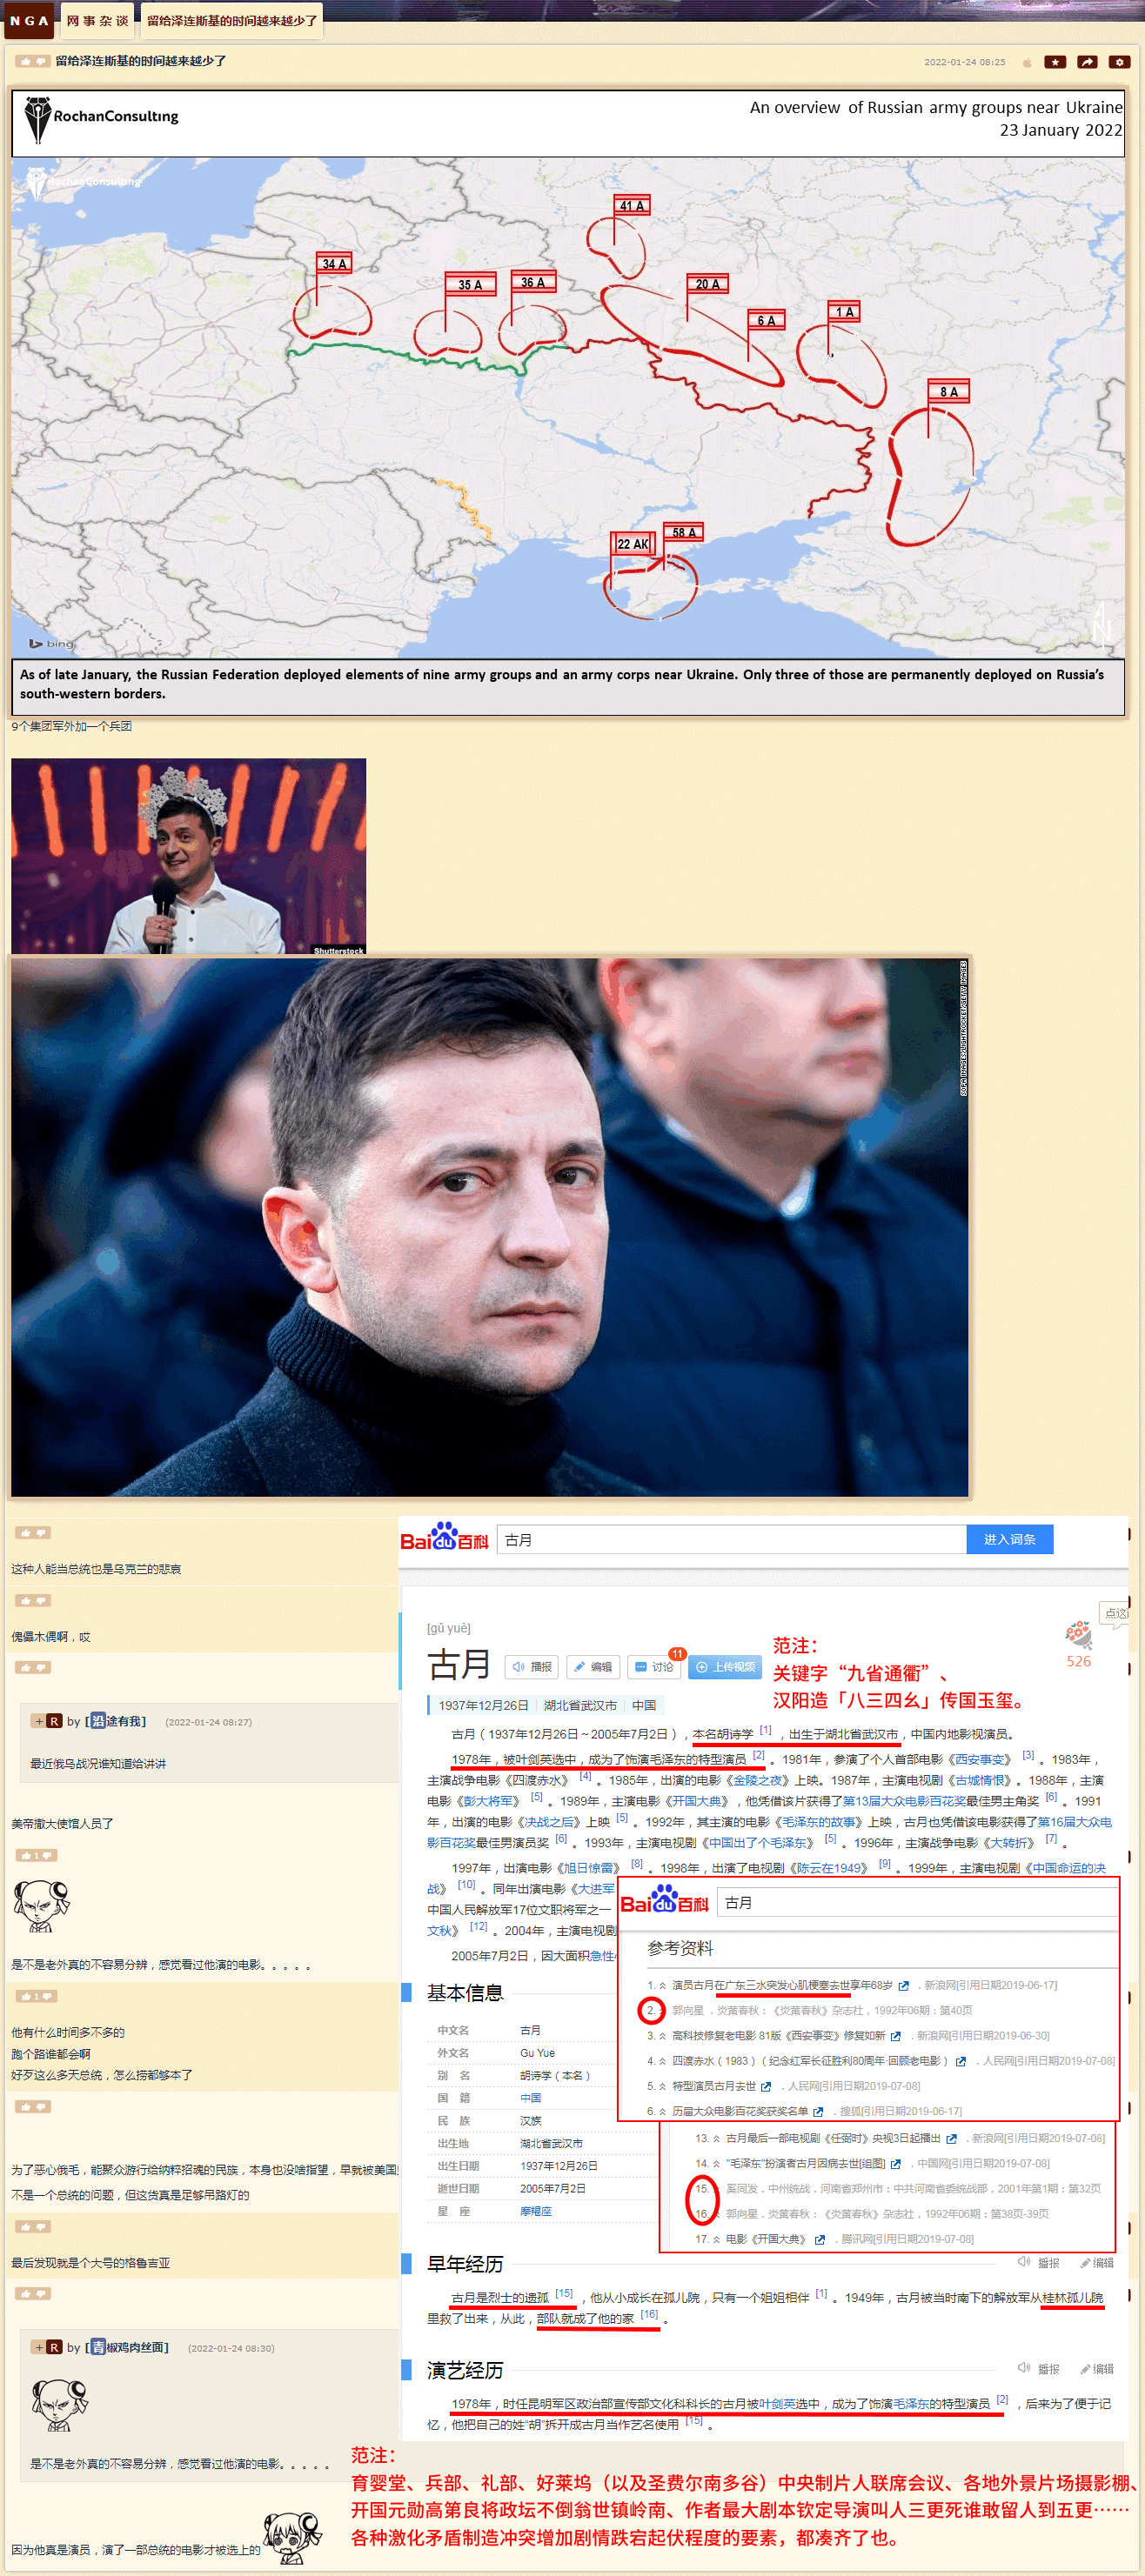 NGA 网事杂谈 留给泽连斯基的时间越来越少了
留给泽连斯基的时间越来越少了 2022-01-24 08:25
RochanConsulting
An overview of Russian army groups near Ukraine
23 January 2022
RochanConsulting
41 A
34 A
35 A
36 A
20 A
6 A
1 A
8 A
22 AK
58 A
N
bing
As of late January, the Russian Federation deployed elements of nine army groups and an army corps near Ukraine. Only three of those are permanently deployed on Russia's
south-western borders.
9个集团军外加一个兵团
Shutterstock
SOPA IMAGES/LIGHTROCKET/GETTY IMAGES
这种人能当总统也是乌克兰的悲哀
傀儡木偶啊，哎
+ R by [沿途有我] (2022-01-24 08:27)
最近俄乌战况谁知道给讲讲
美帝撤大使馆人员了
1
是不是老外真的不容易分辨，感觉看过他演的电影。。。。。
1
他有什么时间多不多的
跑个路谁都会啊
好歹这么多天总统，怎么捞都够本了
为了恶心俄毛，能聚众游行给纳粹招魂的民族，本身也没啥指望，早就被美国
不是一个总统的问题，但这货真是足够吊路灯的
最后发现就是个大号的格鲁吉亚
+ R by [青椒鸡肉丝面] (2022-01-24 08:30)
是不是老外真的不容易分辨，感觉看过他演的电影。。。。。
因为他真是演员，演了一部总统的电影才被选上的
Baidu百科 古月 进入词条
[gǔ yuè]
点这
526
古月 播报 编辑 讨论 11 上传视频
范注：
关键字“九省通衢”、
汉阳造「八三四幺」传国玉玺。
1937年12月26日 湖北省武汉市 中国
古月（1937年12月26日～2005年7月2日），本名胡诗学 [1] ，出生于湖北省武汉市，中国内地影视演员。
1978年，被叶剑英选中，成为了饰演毛泽东的特型演员 [2] 。1981年，参演了个人首部电影《西安事变》 [3] 。1983年，
主演战争电影《四渡赤水》 [4] 。1985年，出演的电影《金陵之夜》上映。1987年，主演电视剧《古城情恨》。1988年，主演
电影《彭大将军》 [5] 。1989年，主演电影《开国大典》，他凭借该片获得了第13届大众电影百花奖最佳男主角奖 [6] 。1991
年，出演的电影《决战之后》上映 [5] 。1992年，其主演的电影《毛泽东的故事》上映，古月也凭借该电影获得了第16届大众电
影百花奖最佳男演员奖 [6] 。1993年，主演电视剧《中国出了个毛泽东》 [5] 。1996年，主演战争电影《大转折》 [7] 。
1997年，出演电影《旭日惊雷》 [8] 。1998年，出演了电视剧《陈云在1949》 [9] 。1999年，主演电视剧《中国命运的决
战》 [10] 。同年出演电影《大进军
中国人民解放军17位文职将军之一
文秋》 [12] 。2004年，主演电视剧
2005年7月2日，因大面积急性
Baidu百科 古月
参考资料
1. 演员古月在广东三水突发心肌梗塞去世享年68岁 ．新浪网[引用日期2019-06-17]
2. 郭向星．炎黄春秋：《炎黄春秋》杂志社，1992年06期：第40页
3. 高科技修复老电影 81版《西安事变》修复如新 ．新浪网[引用日期2019-06-30]
4. 四渡赤水（1983）（纪念红军长征胜利80周年·回顾老电影） ．人民网[引用日期2019-07-08]
5. 特型演员古月去世 ．人民网[引用日期2019-07-08]
6. 历届大众电影百花奖获奖名单 ．搜狐[引用日期2019-06-17]
13. 古月最后一部电视剧《任弼时》央视3日起播出 ．新浪网[引用日期2019-07-08]
14. "毛泽东"扮演者古月因病去世[组图] ．中国网[引用日期2019-07-08]
15. 奚同发．中州统战．河南省郑州市：中共河南省委统战部，2001年第1期：第32页
16. 郭向星．炎黄春秋：《炎黄春秋》杂志社，1992年06期：第38页-39页
17. 电影《开国大典》 ．腾讯网[引用日期2019-07-08]
基本信息
中文名 古月
外文名 Gu Yue
别 名 胡诗学（本名）
国 籍 中国
民 族 汉族
出生地 湖北省武汉市
出生日期 1937年12月26日
逝世日期 2005年7月2日
星 座 摩羯座
早年经历 播报 编辑
古月是烈士的遗孤 [15] ，他从小成长在孤儿院，只有一个姐姐相伴 [1] 。1949年，古月被当时南下的解放军从桂林孤儿院
里救了出来，从此，部队就成了他的家 [16] 。
演艺经历 播报 编辑
1978年，时任昆明军区政治部宣传部文化科科长的古月被叶剑英选中，成为了饰演毛泽东的特型演员 [2] ，后来为了便于记
忆，他把自己的姓“胡”拆开成古月当作艺名使用 [15] 。
范注：
育婴堂、兵部、礼部、好莱坞（以及圣费尔南多谷）中央制片人联席会议、各地外景片场摄影棚、
开国元勋高第良将政坛不倒翁世镇岭南、作者最大剧本钦定导演叫人三更死谁敢留人到五更……
各种激化矛盾制造冲突增加剧情跌宕起伏程度的要素，都凑齐了也。